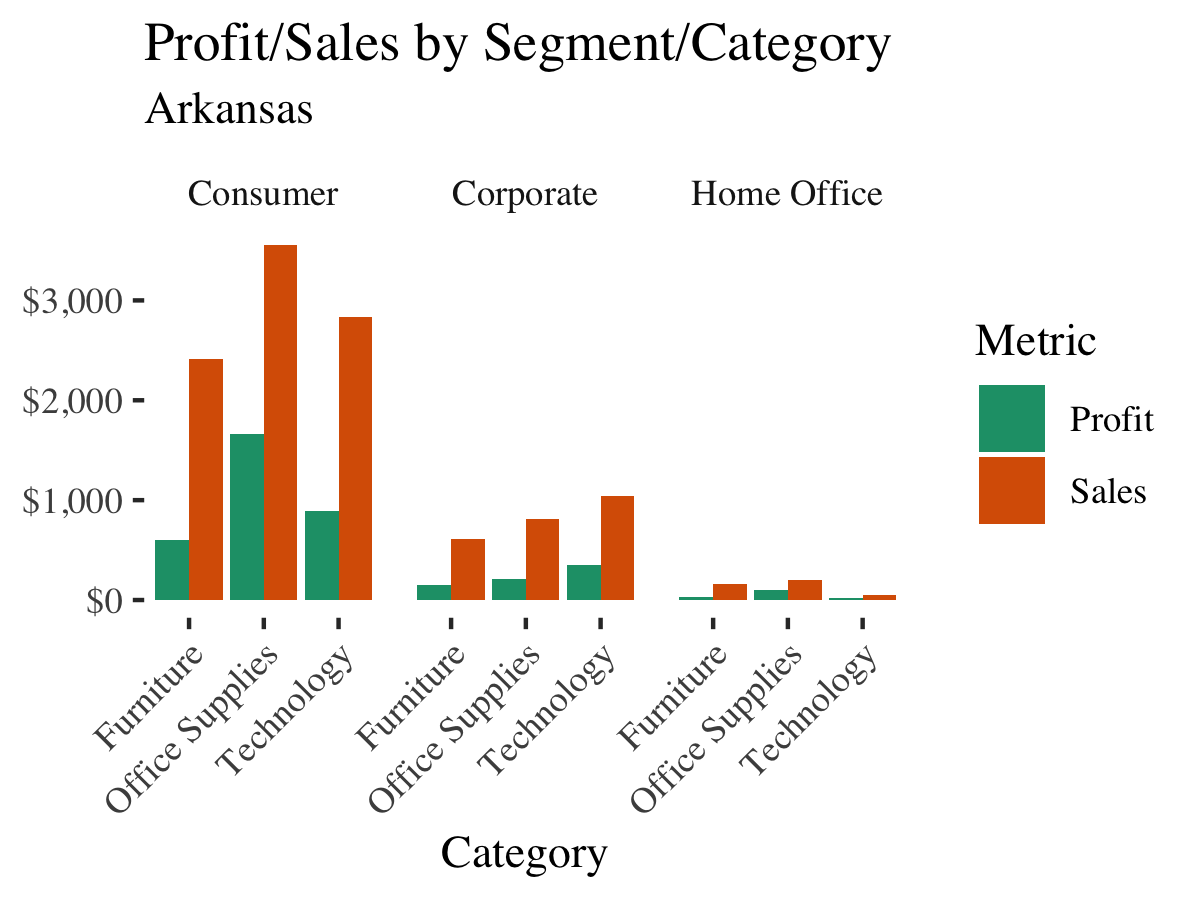 Profit/Sales by Segment/Category
Arkansas
Consumer
Corporate
Home Office
$3,000
$2,000
$1,000
$0
Furniture
Office Supplies
Technology
Furniture
Office Supplies
Technology
Furniture
Office Supplies
Technology
Category
Metric
Profit
Sales